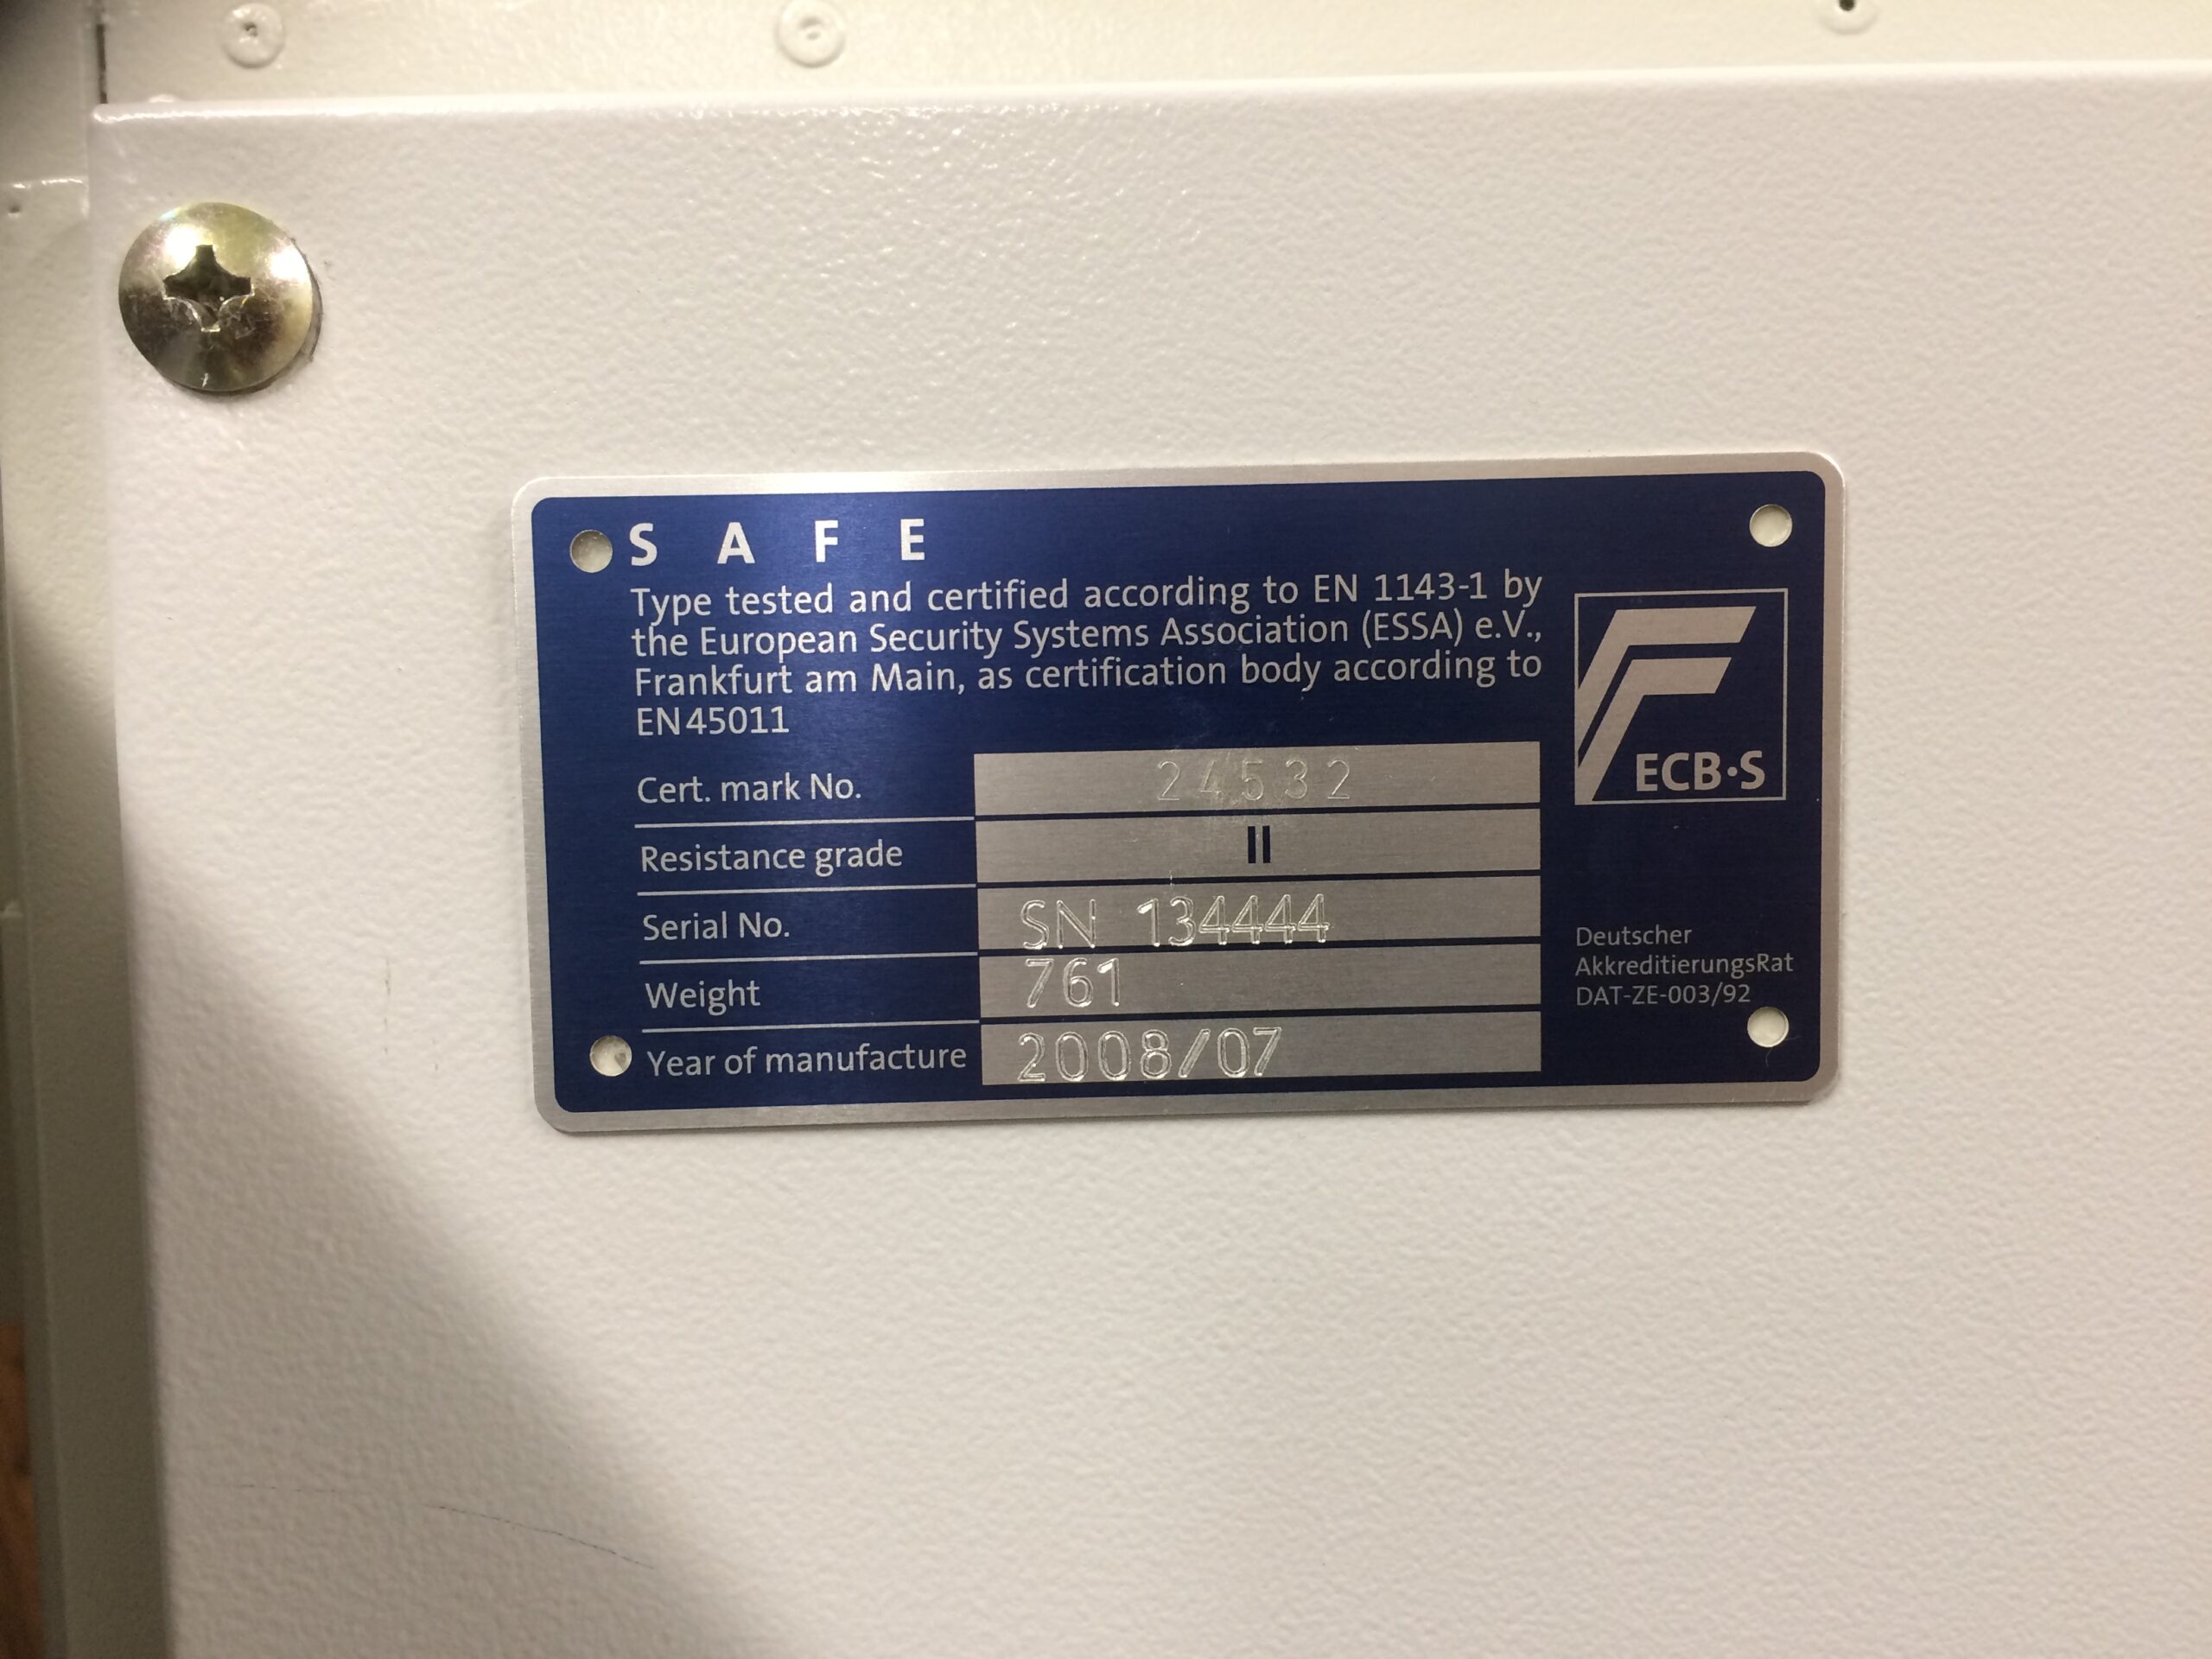 S A F E
Type tested and certified according to EN 1143-1 by
the European Security Systems Association (ESSA) e.V.,
Frankfurt am Main, as certification body according to
EN45011
Cert. mark No. 24532
Resistance grade II
Serial No. SN 134444
Weight 761
Year of manufacture 2008/07
ECB·S
Deutscher
AkkreditierungsRat
DAT-ZE-003/92